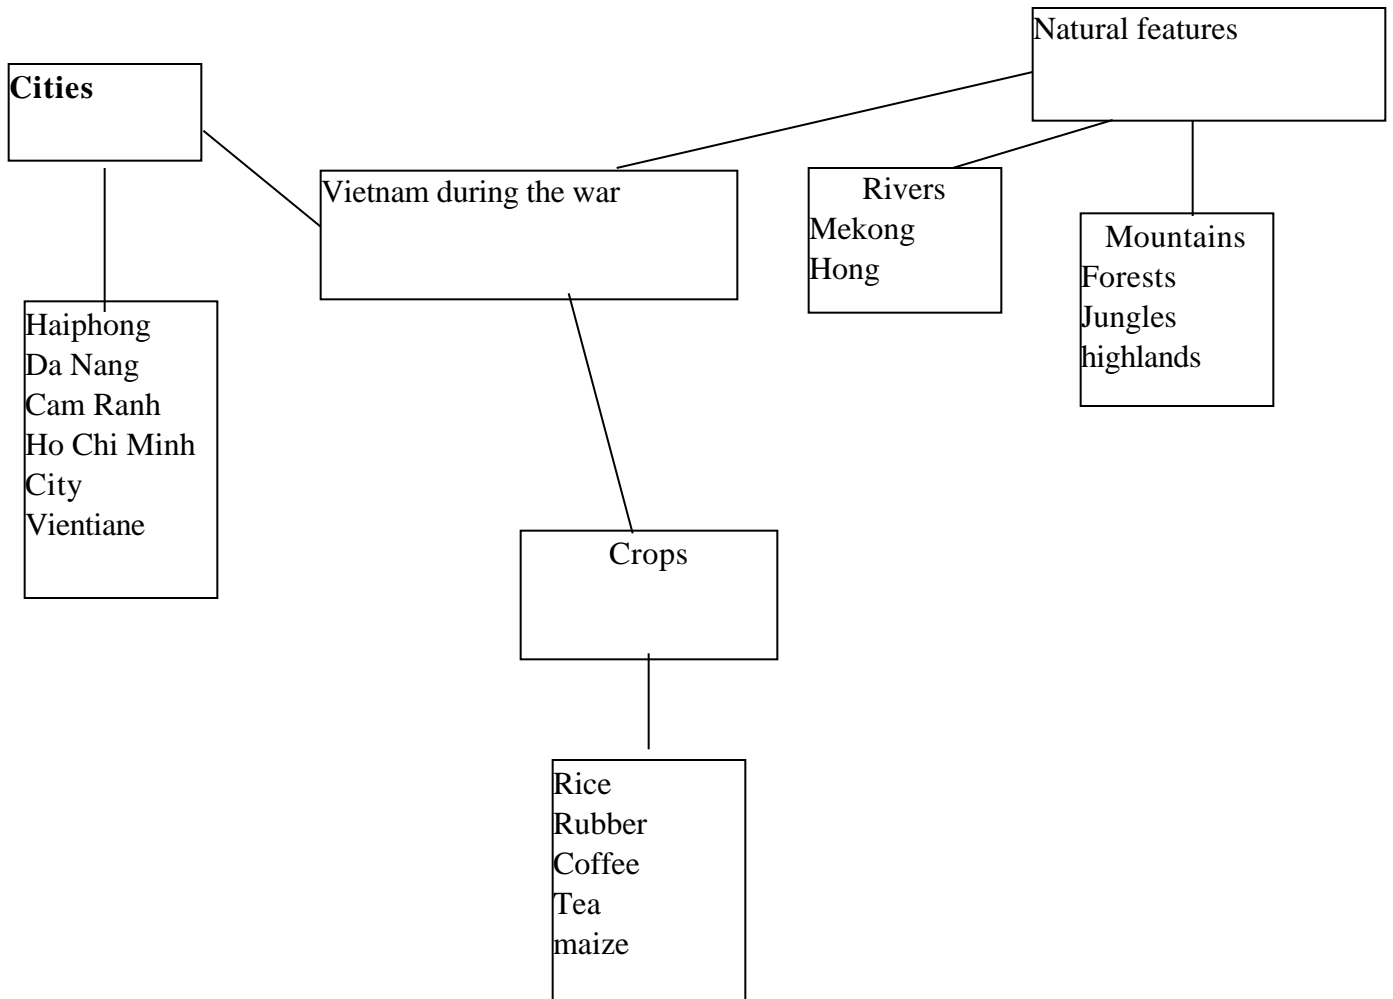 Natural features
Cities
Vietnam during the war
Rivers
Mekong
Hong
Mountains
Forests
Jungles
highlands
Haiphong
Da Nang
Cam Ranh
Ho Chi Minh
City
Vientiane
Crops
Rice
Rubber
Coffee
Tea
maize